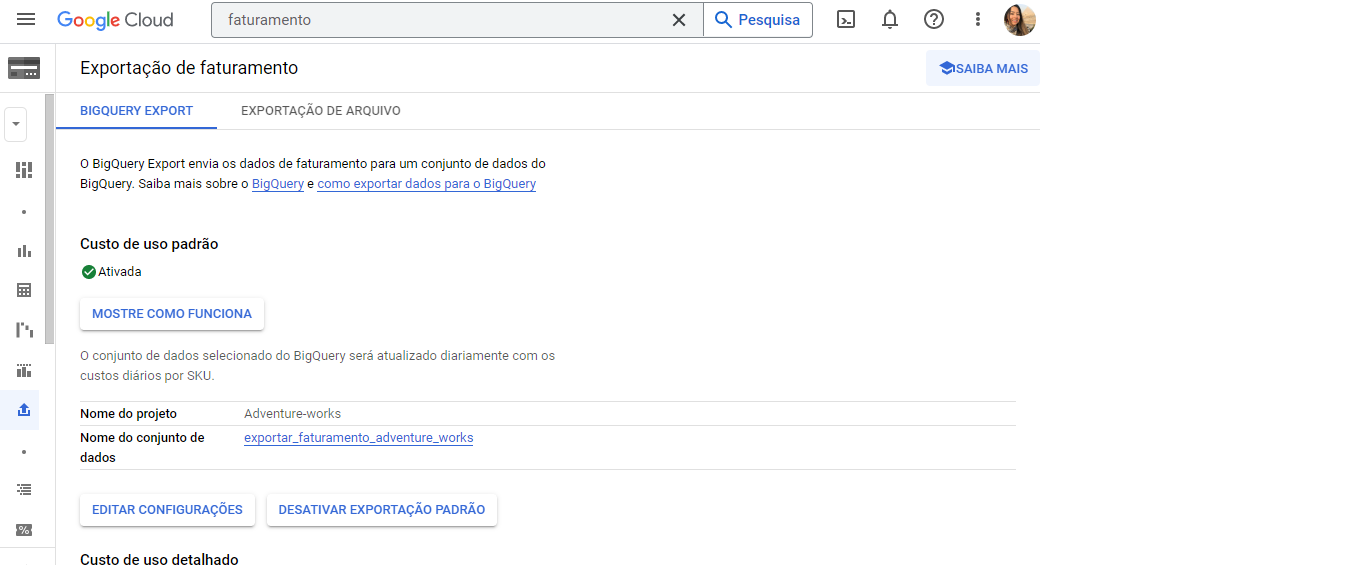 Google Cloud
faturamento
Pesquisa
Exportação de faturamento
SAIBA MAIS
BIGQUERY EXPORT
EXPORTAÇÃO DE ARQUIVO
O BigQuery Export envia os dados de faturamento para um conjunto de dados do
BigQuery. Saiba mais sobre o BigQuery e como exportar dados para o BigQuery
Custo de uso padrão
Ativada
MOSTRE COMO FUNCIONA
O conjunto de dados selecionado do BigQuery será atualizado diariamente com os
custos diários por SKU.
Nome do projeto Adventure-works
Nome do conjunto de exportar_faturamento_adventure_works
dados
EDITAR CONFIGURAÇÕES
DESATIVAR EXPORTAÇÃO PADRÃO
Custo de uso detalhado